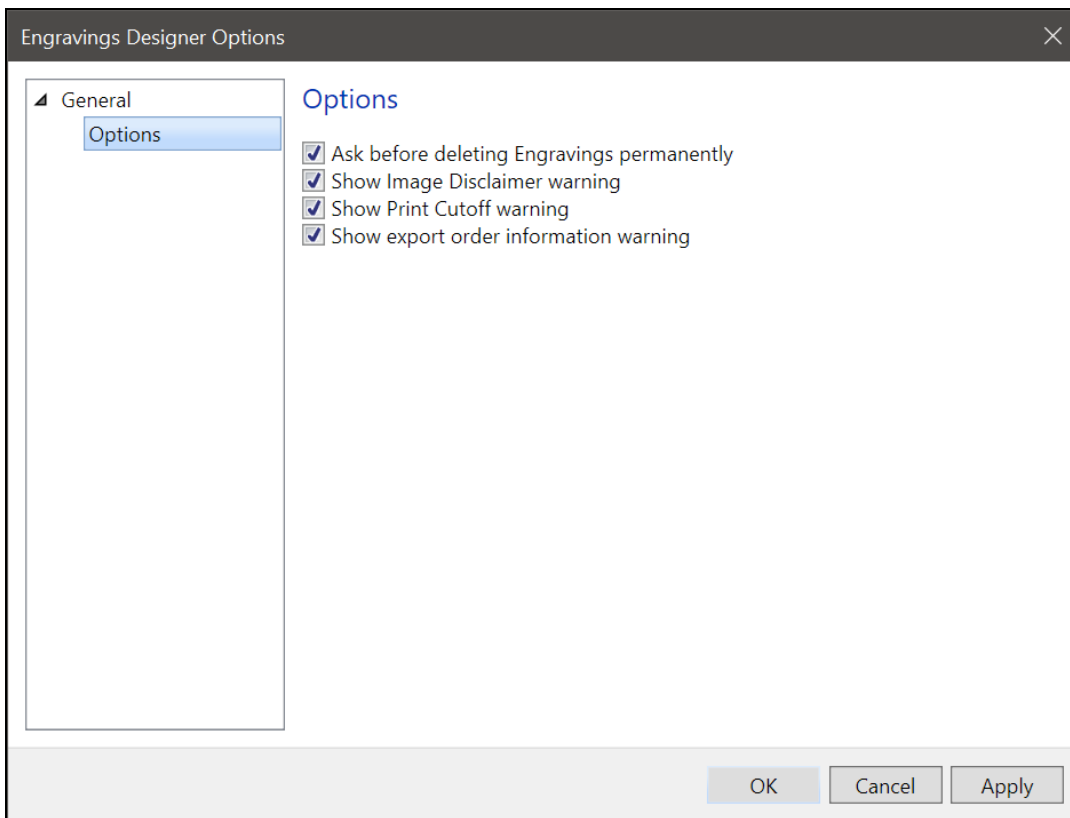 Engravings Designer Options
General
Options
Options
Ask before deleting Engravings permanently
Show Image Disclaimer warning
Show Print Cutoff warning
Show export order information warning
OK Cancel Apply